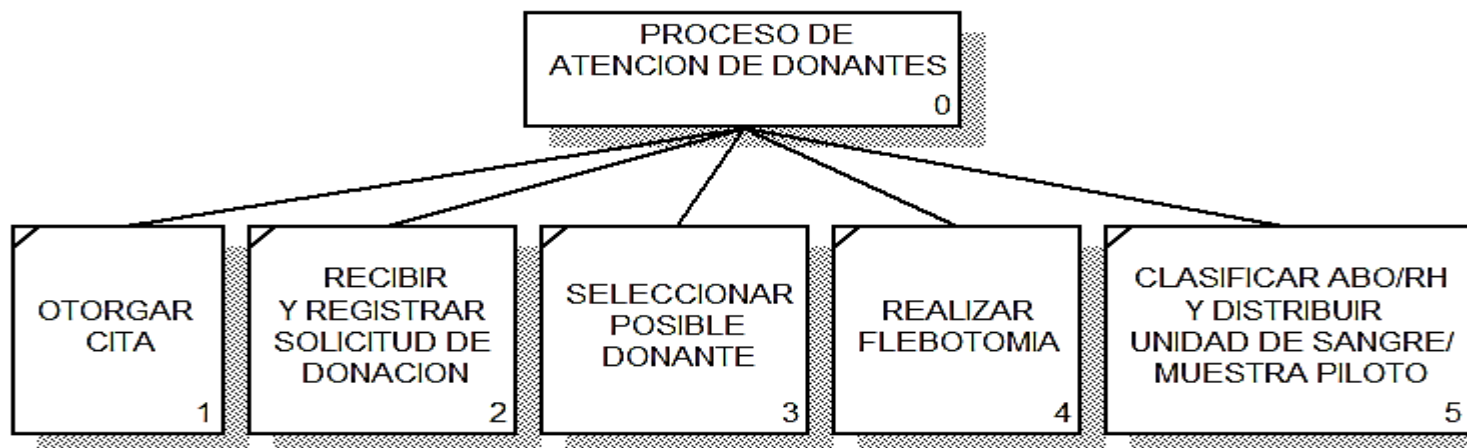 PROCESO DE
ATENCION DE DONANTES
0
OTORGAR
CITA
1
RECIBIR
Y REGISTRAR
SOLICITUD DE
DONACION
2
SELECCIONAR
POSIBLE
DONANTE
3
REALIZAR
FLEBOTOMIA
4
CLASIFICAR ABO/RH
Y DISTRIBUIR
UNIDAD DE SANGRE/
MUESTRA PILOTO
5